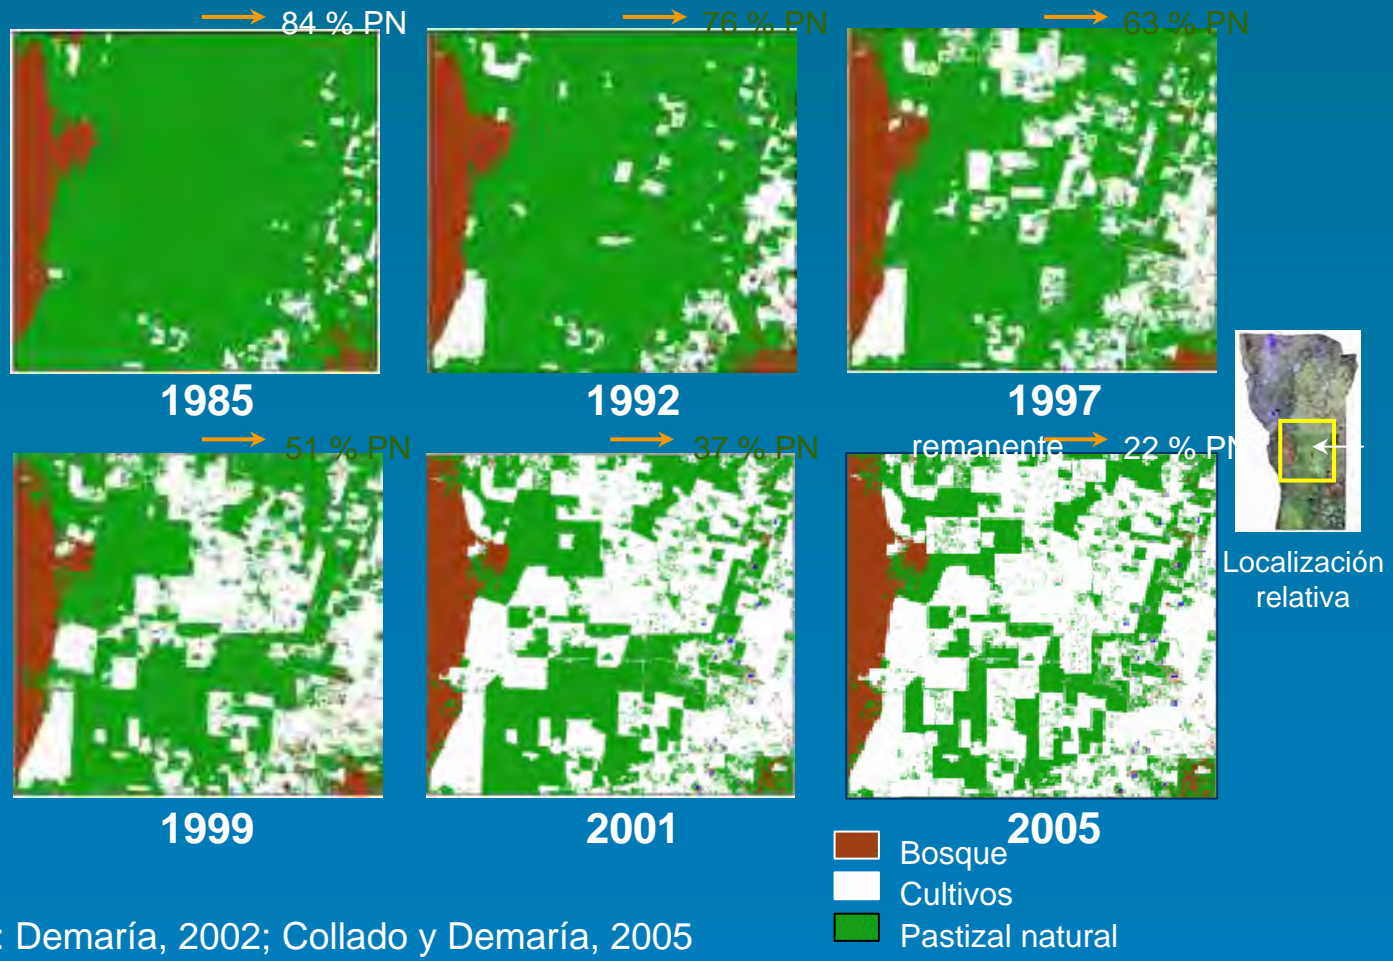 84 % PN
76 % PN
63 % PN
1985
1992
1997
51 % PN
37 % PN
remanente
22 % PN
Localización
relativa
1999
2001
2005
Bosque
Cultivos
Pastizal natural
: Demaría, 2002; Collado y Demaría, 2005